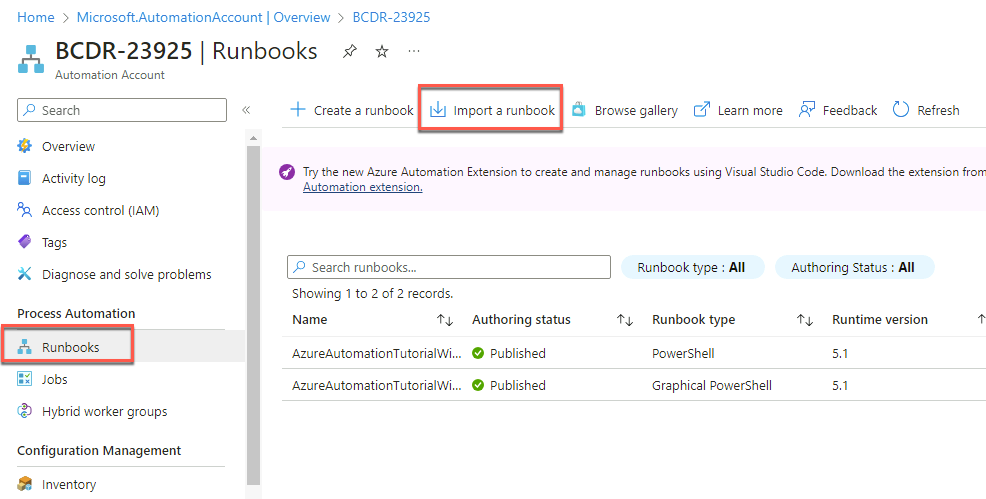 Home > Microsoft.AutomationAccount | Overview > BCDR-23925
BCDR-23925 | Runbooks ...
Automation Account
Search «
Overview
Activity log
Access control (IAM)
Tags
Diagnose and solve problems
Process Automation
Runbooks
Jobs
Hybrid worker groups
Configuration Management
Inventory
Create a runbook Import a runbook Browse gallery Learn more Feedback Refresh
Try the new Azure Automation Extension to create and manage runbooks using Visual Studio Code. Download the extension from
Automation extension.
Search runbooks...
Runbook type : All
Authoring Status : All
Showing 1 to 2 of 2 records.
Name Authoring status Runbook type Runtime version
AzureAutomationTutorialWi... Published PowerShell 5.1
AzureAutomationTutorialWi... Published Graphical PowerShell 5.1